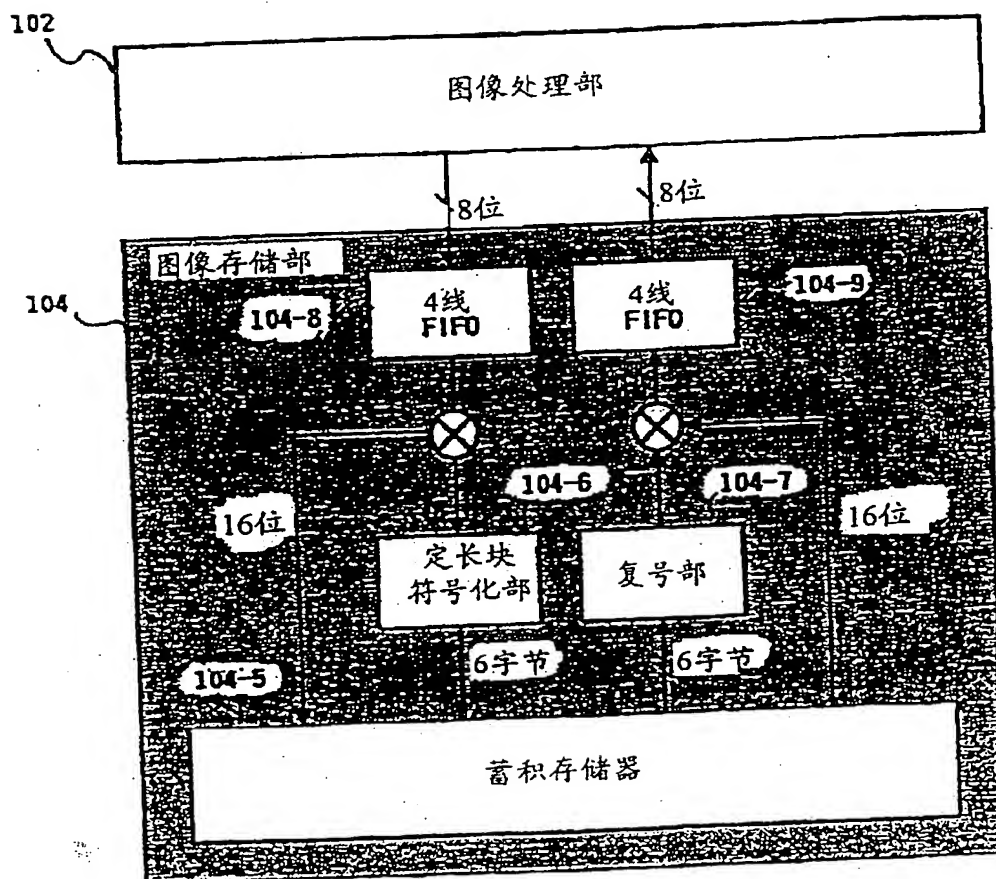 102
图像处理部
8位
8位
图像存储部
104
104-8
4线
FIFO
4线
FIFO
104-9
104-6
104-7
16位
16位
定长块
符号化部
复号部
6字节
6字节
104-5
蓄积存储器